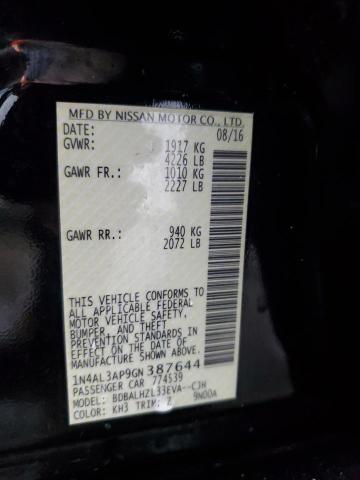 MFD BY NISSAN MOTOR CO., LTD.
DATE: 08/16
GVWR: 1917 KG
4226 LB
GAWR FR.: 1010 KG
2227 LB
GAWR RR.: 940 KG
2072 LB
THIS VEHICLE CONFORMS TO
ALL APPLICABLE FEDERAL
MOTOR VEHICLE SAFETY,
BUMPER, AND THEFT
PREVENTION STANDARDS IN
EFFECT ON THE DATE OF
MANUFACTURE SHOWN ABOVE.
1N4AL3AP9GN 387644
PASSENGER CAR 774539
MODEL: BDBALHZL33EVA--CJH
COLOR: KH3 TRIM: Z 9N00A